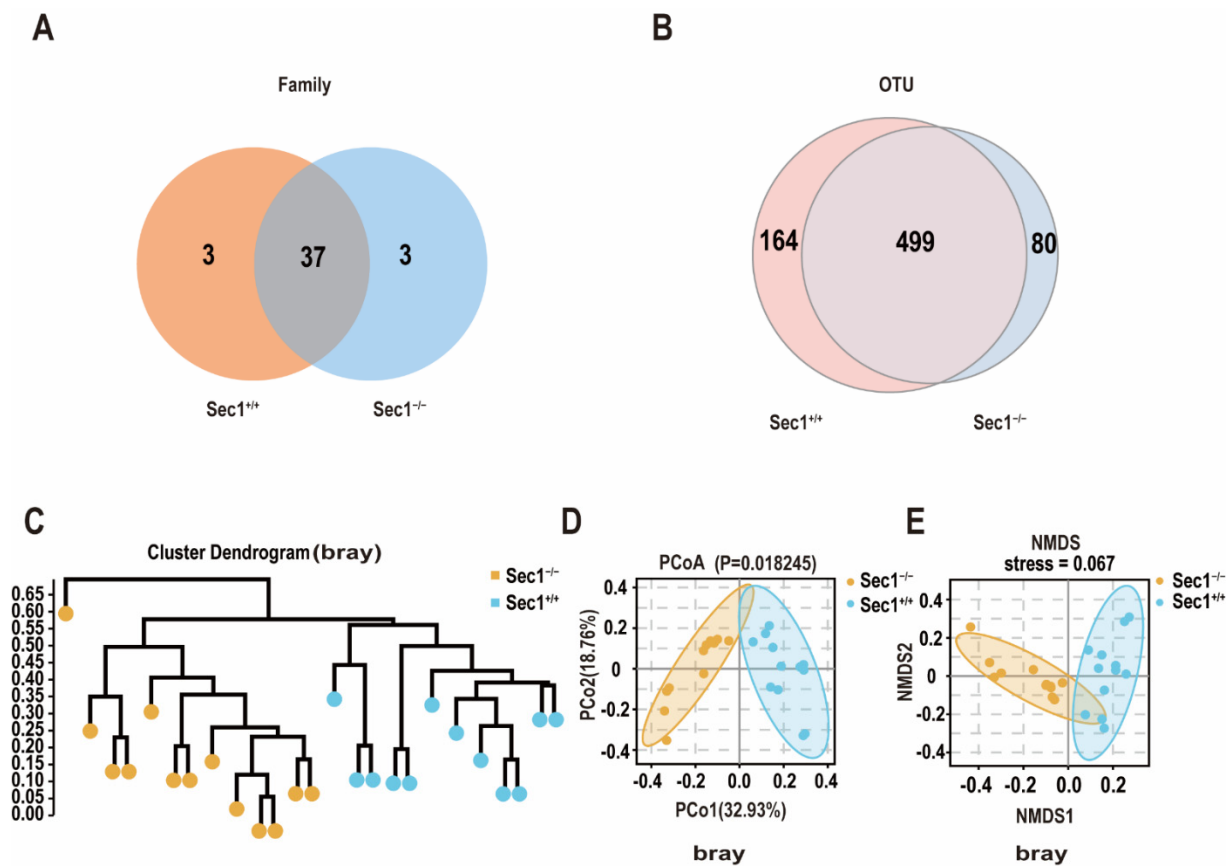 A
Family
3
37
3
Sec1+/+
Sec1−/−
B
OTU
164
499
80
Sec1+/+
Sec1−/−
C
Cluster Dendrogram (bray)
Sec1−/−
Sec1+/+
0.65
0.60
0.55
0.50
0.45
0.40
0.35
0.30
0.25
0.20
0.15
0.10
0.05
0.00
D
PCoA (P=0.018245)
Sec1−/−
Sec1+/+
PCo2(18.76%)
0.4
0.2
0
-0.2
-0.4
-0.4
-0.2
0.0
0.2
0.4
PCo1(32.93%)
bray
E
NMDS
stress = 0.067
Sec1−/−
Sec1+/+
NMDS2
0.4
0.2
0.0
-0.2
-0.4
-0.4
-0.2
0.0
0.2
NMDS1
bray